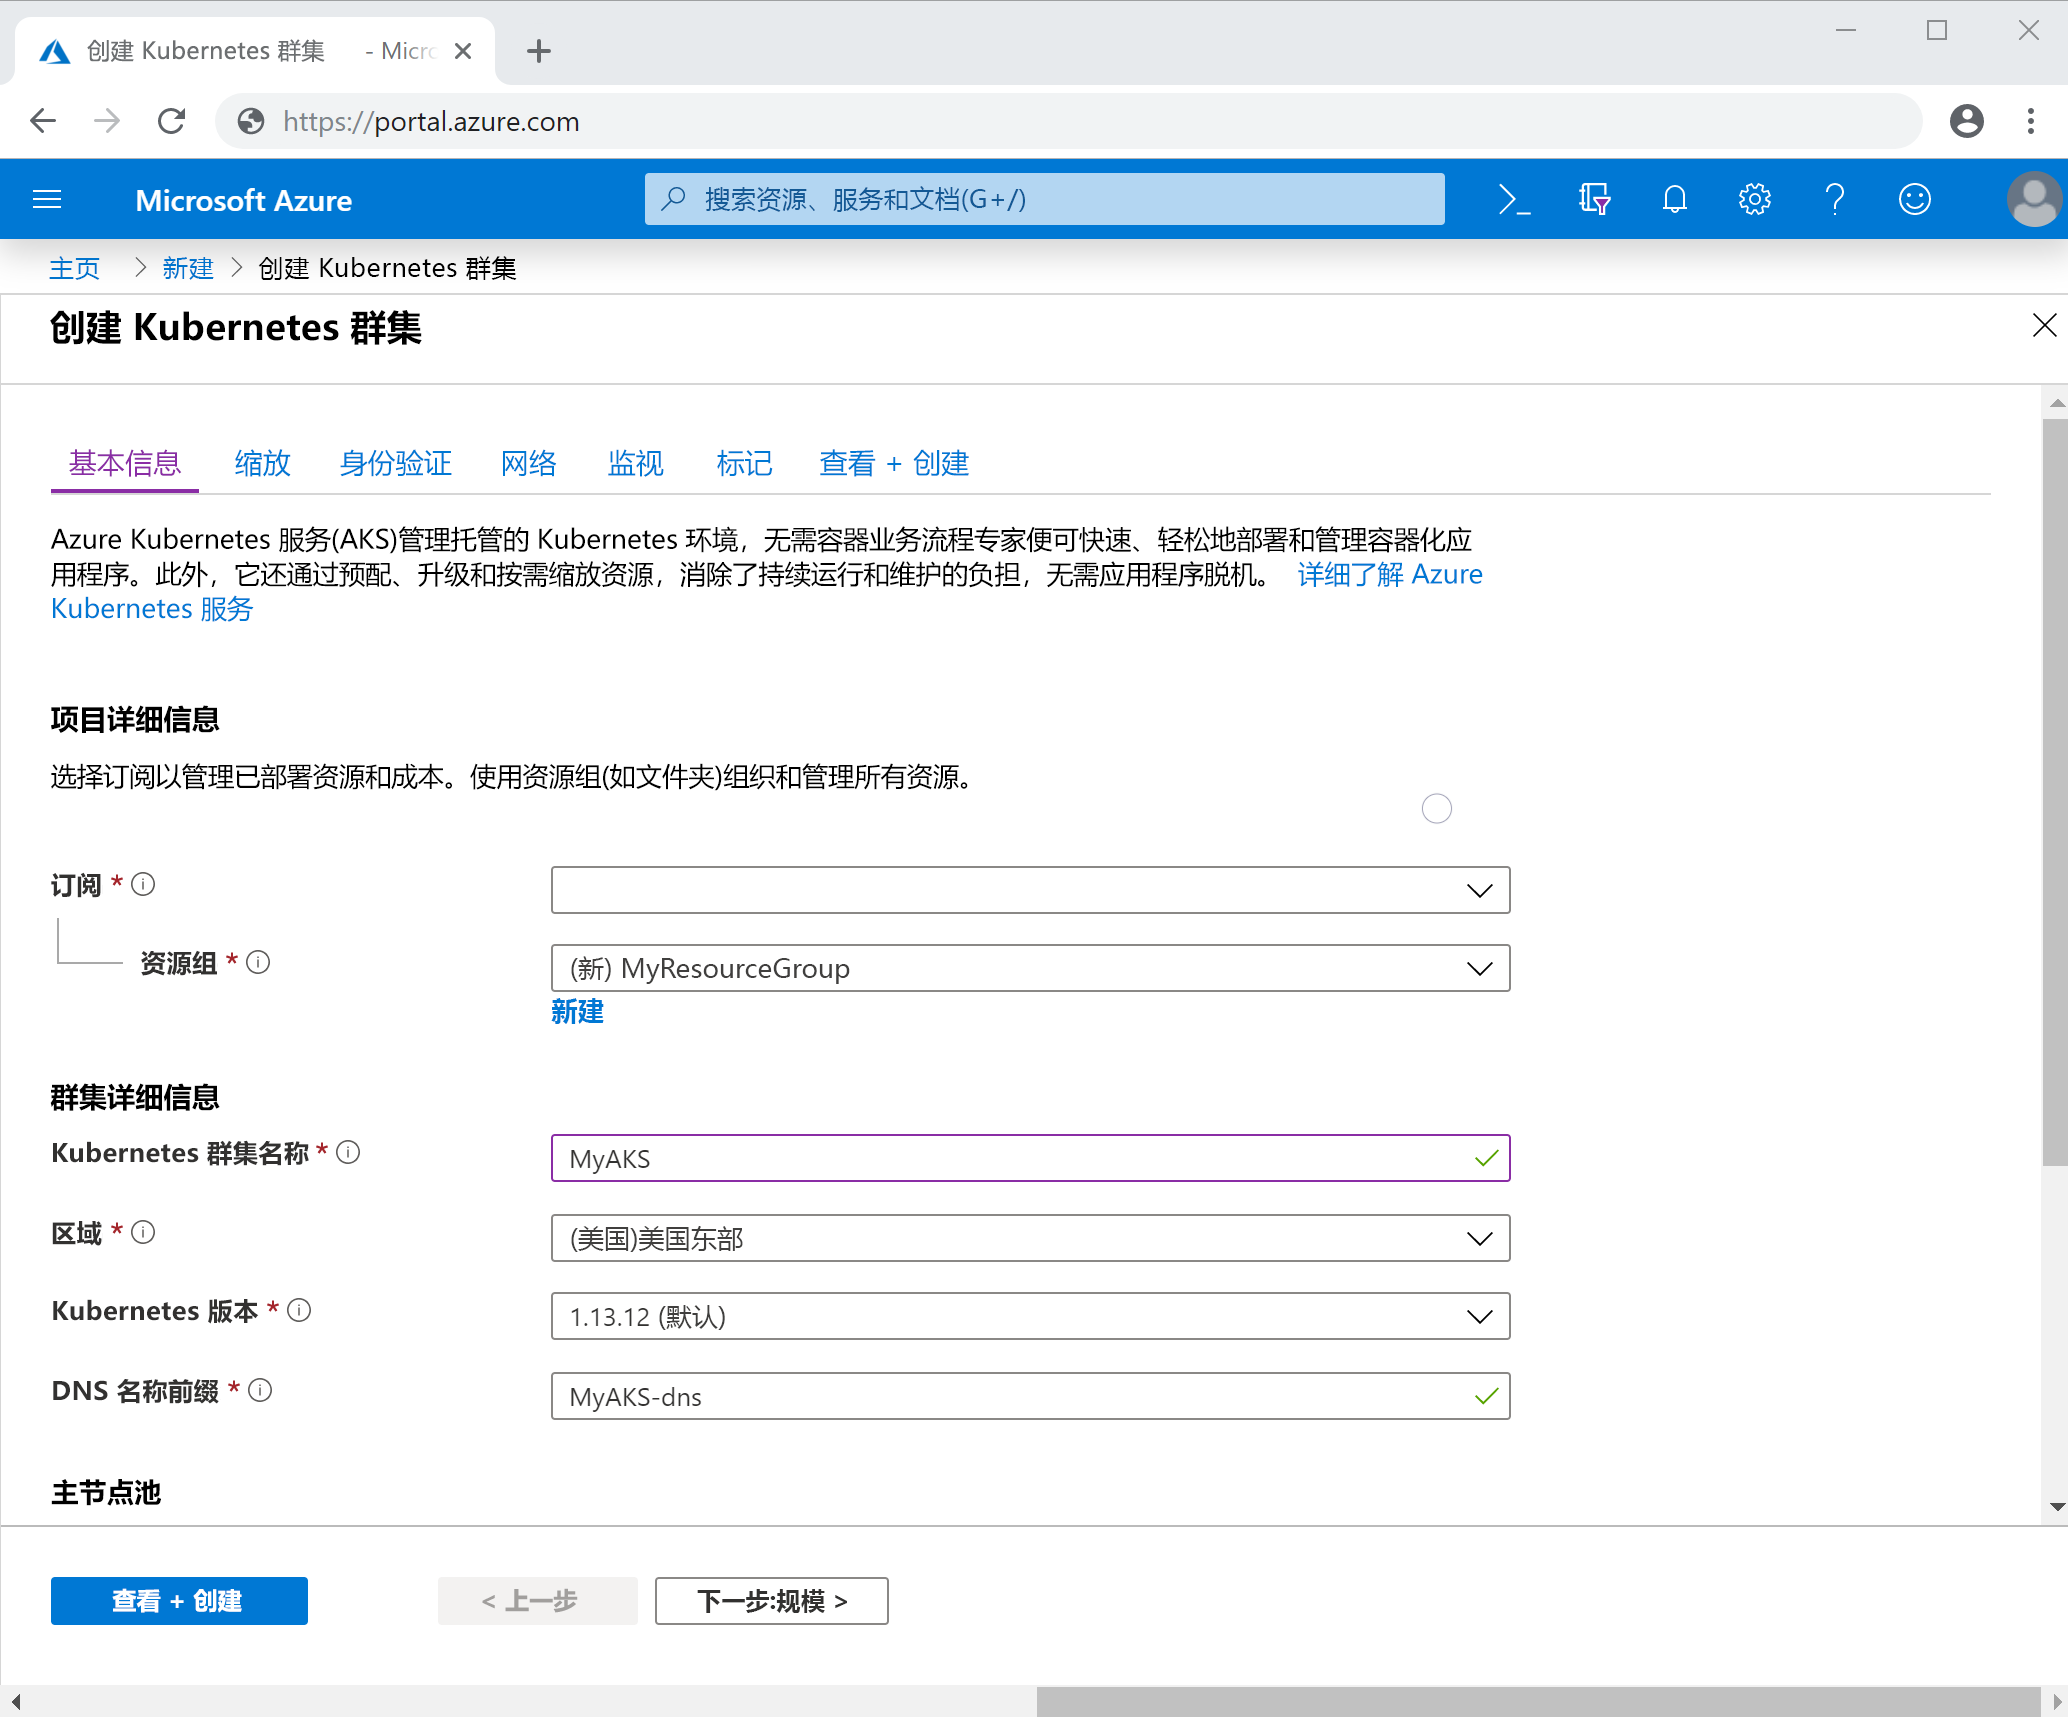 创建 Kubernetes 群集 - Micro
https://portal.azure.com
Microsoft Azure
搜索资源、服务和文档(G+/)
主页 > 新建 > 创建 Kubernetes 群集
创建 Kubernetes 群集
基本信息 缩放 身份验证 网络 监视 标记 查看 + 创建
Azure Kubernetes 服务(AKS)管理托管的 Kubernetes 环境，无需容器业务流程专家便可快速、轻松地部署和管理容器化应
用程序。此外，它还通过预配、升级和按需缩放资源，消除了持续运行和维护的负担，无需应用程序脱机。 详细了解 Azure
Kubernetes 服务
项目详细信息
选择订阅以管理已部署资源和成本。使用资源组(如文件夹)组织和管理所有资源。
订阅 *
资源组 *
(新) MyResourceGroup
新建
群集详细信息
Kubernetes 群集名称 *
MyAKS
区域 *
(美国)美国东部
Kubernetes 版本 *
1.13.12 (默认)
DNS 名称前缀 *
MyAKS-dns
主节点池
查看 + 创建
< 上一步
下一步:规模 >